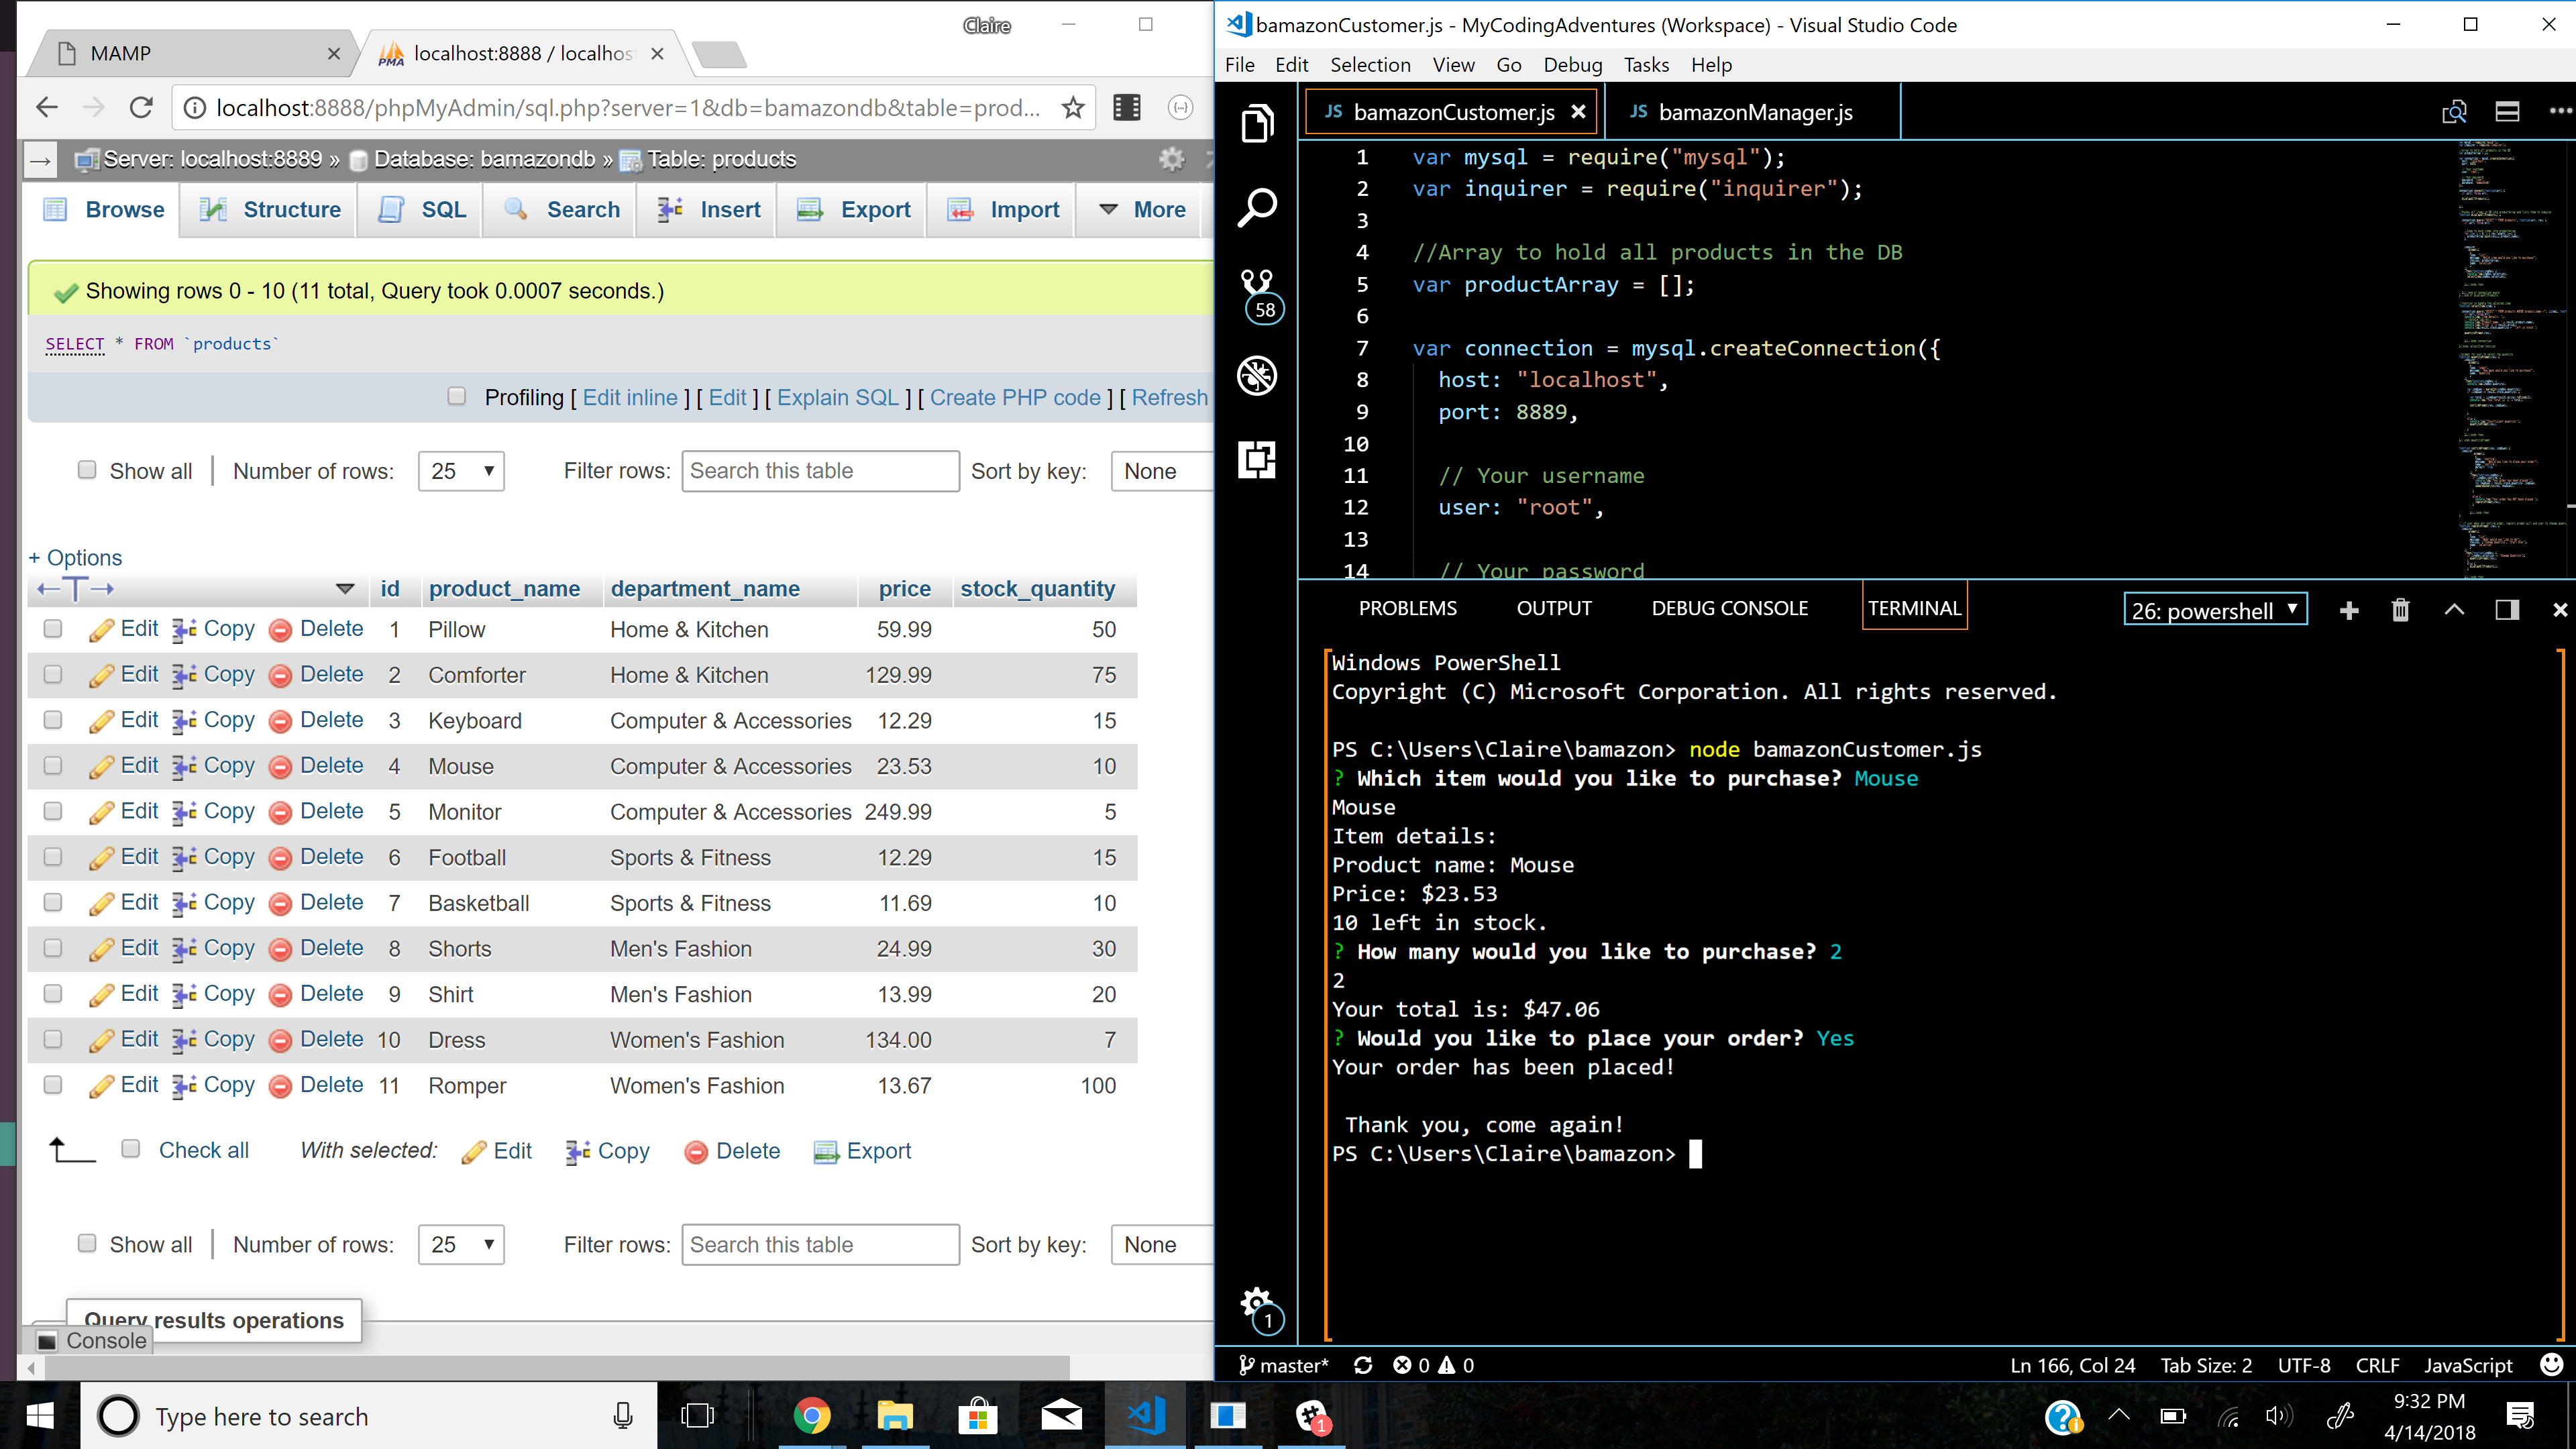 Claire
MAMP
localhost:8888 / localhos
localhost:8888/phpMyAdmin/sql.php?server=1&db=bamazondb&table=prod...
Server: localhost:8889 » Database: bamazondb » Table: products
Browse Structure SQL Search Insert Export Import More
Showing rows 0 - 10 (11 total, Query took 0.0007 seconds.)
SELECT * FROM `products`
Profiling [ Edit inline ] [ Edit ] [ Explain SQL ] [ Create PHP code ] [ Refresh
Show all | Number of rows: 25 Filter rows: Search this table Sort by key: None
+ Options
id product_name department_name price stock_quantity
Edit Copy Delete 1 Pillow Home & Kitchen 59.99 50
Edit Copy Delete 2 Comforter Home & Kitchen 129.99 75
Edit Copy Delete 3 Keyboard Computer & Accessories 12.29 15
Edit Copy Delete 4 Mouse Computer & Accessories 23.53 10
Edit Copy Delete 5 Monitor Computer & Accessories 249.99 5
Edit Copy Delete 6 Football Sports & Fitness 12.29 15
Edit Copy Delete 7 Basketball Sports & Fitness 11.69 10
Edit Copy Delete 8 Shorts Men's Fashion 24.99 30
Edit Copy Delete 9 Shirt Men's Fashion 13.99 20
Edit Copy Delete 10 Dress Women's Fashion 134.00 7
Edit Copy Delete 11 Romper Women's Fashion 13.67 100
Check all With selected: Edit Copy Delete Export
Show all | Number of rows: 25 Filter rows: Search this table Sort by key: None
Query results operations
Console
bamazonCustomer.js - MyCodingAdventures (Workspace) - Visual Studio Code
File Edit Selection View Go Debug Tasks Help
JS bamazonCustomer.js JS bamazonManager.js
58
1 var mysql = require("mysql");
2 var inquirer = require("inquirer");
3
4 //Array to hold all products in the DB
5 var productArray = [];
6
7 var connection = mysql.createConnection({
8 host: "localhost",
9 port: 8889,
10
11 // Your username
12 user: "root",
13
14 // Your password
PROBLEMS OUTPUT DEBUG CONSOLE TERMINAL 26: powershell
Windows PowerShell
Copyright (C) Microsoft Corporation. All rights reserved.
PS C:\Users\Claire\bamazon> node bamazonCustomer.js
? Which item would you like to purchase? Mouse
Mouse
Item details:
Product name: Mouse
Price: $23.53
10 left in stock.
? How many would you like to purchase? 2
2
Your total is: $47.06
? Would you like to place your order? Yes
Your order has been placed!
Thank you, come again!
PS C:\Users\Claire\bamazon>
1
master* 0 0 Ln 166, Col 24 Tab Size: 2 UTF-8 CRLF JavaScript
Type here to search
1
9:32 PM
4/14/2018